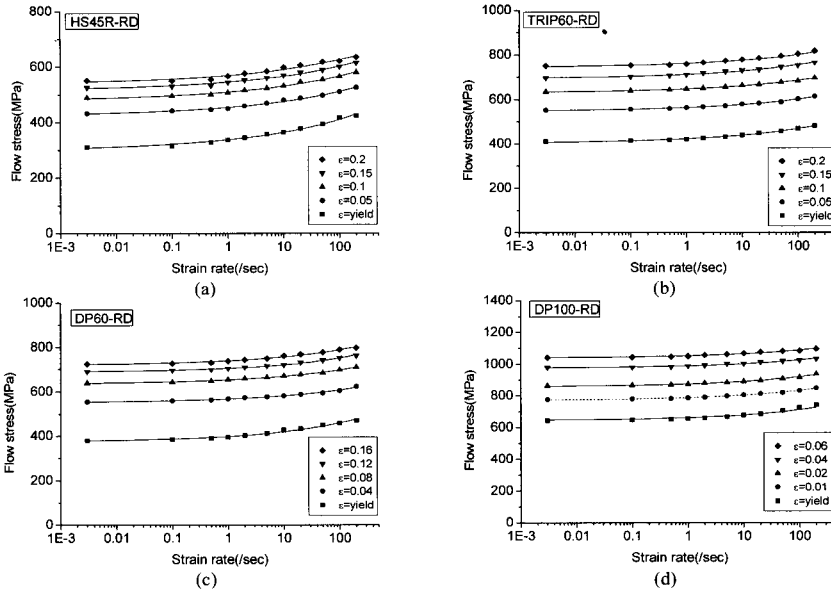 HS45R-RD
800
600
400
200
0
Flow stress(MPa)
ε=0.2
ε=0.15
ε=0.1
ε=0.05
ε=yield
1E-3 0.01 0.1 1 10 100
Strain rate(/sec)
(a)
TRIP60-RD
1000
800
600
400
200
0
Flow stress(MPa)
ε=0.2
ε=0.15
ε=0.1
ε=0.05
ε=yield
1E-3 0.01 0.1 1 10 100
Strain rate(/sec)
(b)
DP60-RD
1000
800
600
400
200
0
Flow stress(MPa)
ε=0.16
ε=0.12
ε=0.08
ε=0.04
ε=yield
1E-3 0.01 0.1 1 10 100
Strain rate(/sec)
(c)
DP100-RD
1400
1200
1000
800
600
400
200
0
Flow stress(MPa)
ε=0.06
ε=0.04
ε=0.02
ε=0.01
ε=yield
1E-3 0.01 0.1 1 10 100
Strain rate(/sec)
(d)